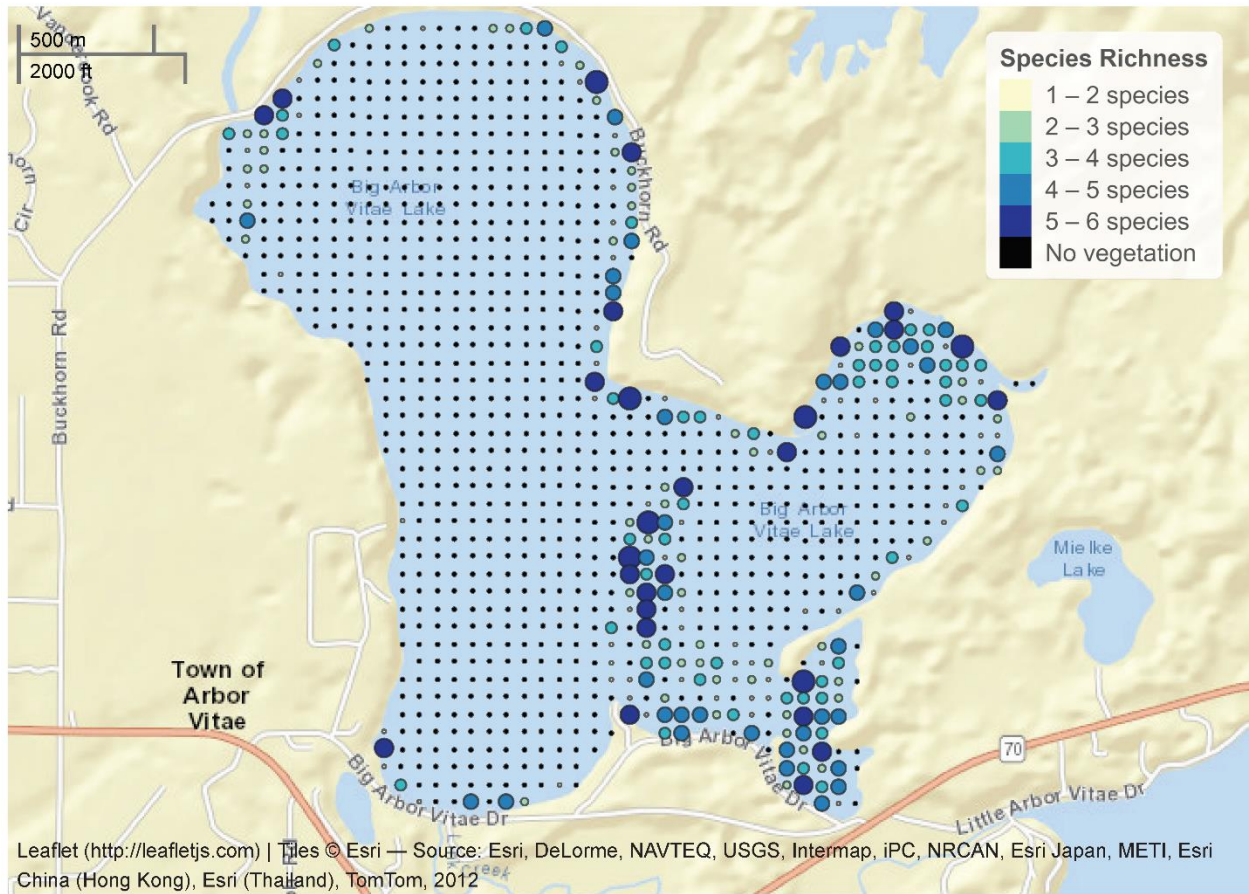 500 m
2000 ft
Vanderbrook Rd
Species Richness
1 – 2 species
2 – 3 species
3 – 4 species
4 – 5 species
5 – 6 species
No vegetation
Buckhorn Rd
Big Arbor
Vitae Lake
Cir
Buckhorn Rd
Big Arbor
Vitae Lake
Mielke
Lake
Town of
Arbor
Vitae
70
Big Arbor Vitae Dr
Big Arbor Vitae Dr
Little Arbor Vitae Dr
Creek
Leaflet (http://leafletjs.com) | Tiles © Esri — Source: Esri, DeLorme, NAVTEQ, USGS, Intermap, iPC, NRCAN, Esri Japan, METI, Esri
China (Hong Kong), Esri (Thailand), TomTom, 2012